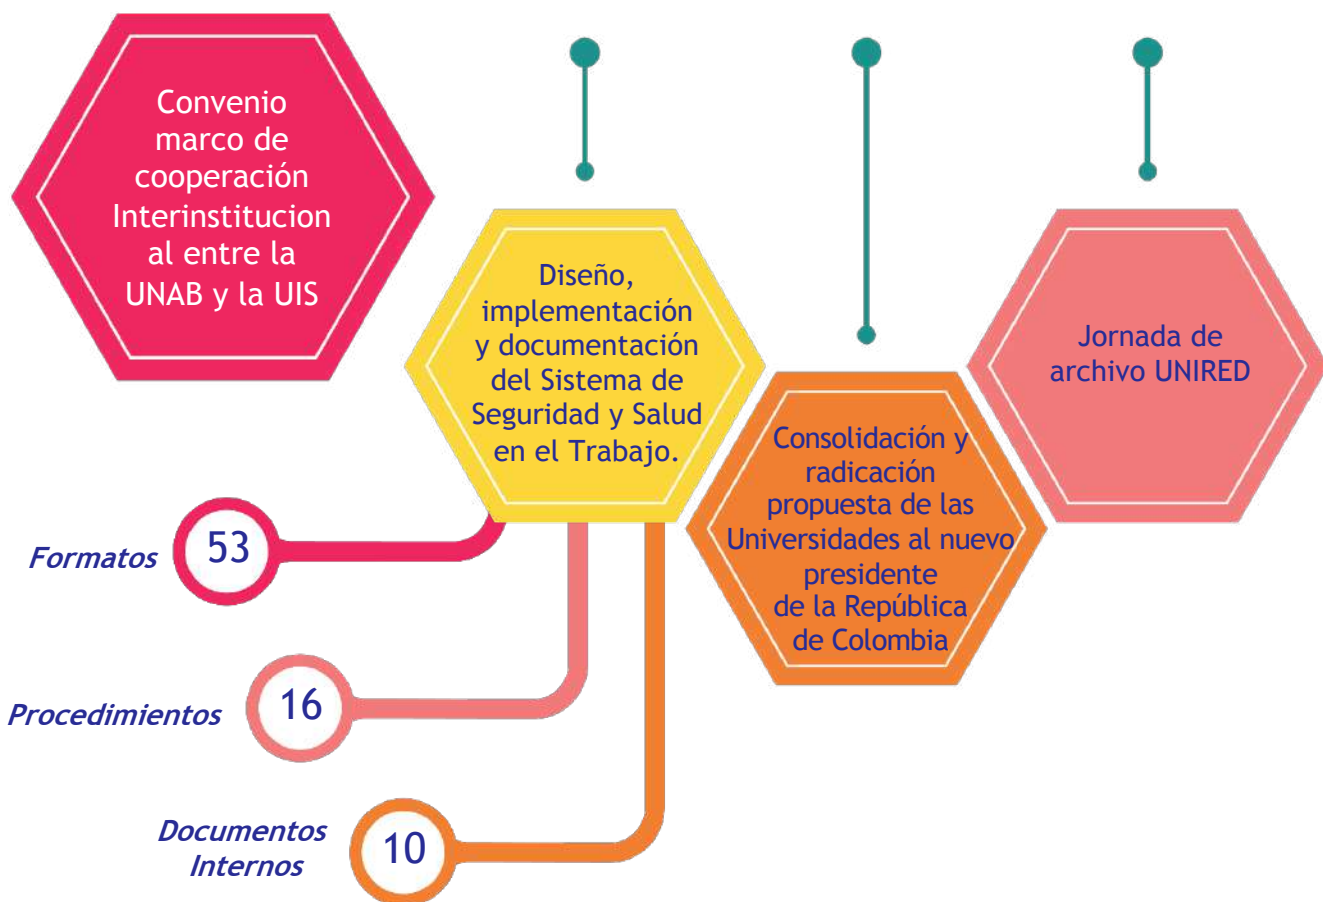 Convenio
marco de
cooperación
Interinstitucion
al entre la
UNAB y la UIS
Diseño,
implementación
y documentación
del Sistema de
Seguridad y Salud
en el Trabajo.
Consolidación y
radicación
propuesta de las
Universidades al nuevo
presidente
de la República
de Colombia
Jornada de
archivo UNIRED
Formatos
53
Procedimientos
16
Documentos
Internos
10